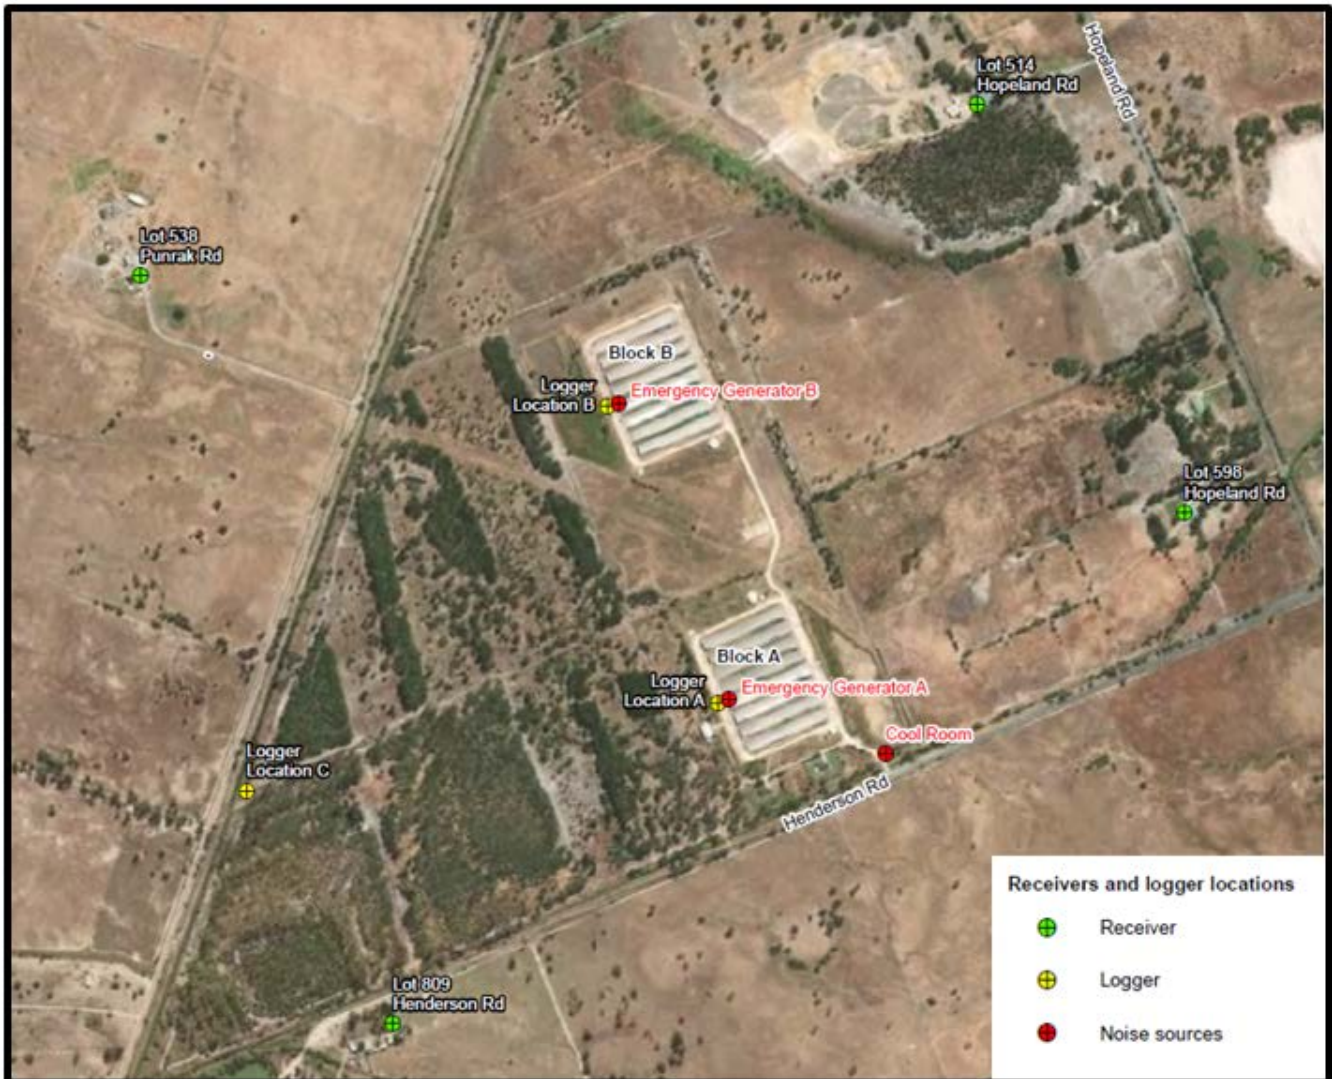 Lot 514
Hopeland Rd
Hopeland Rd
Lot 538
Punrak Rd
Block B
Logger
Location B
Emergency Generator B
Lot 598
Hopeland Rd
Block A
Logger
Location A
Emergency Generator A
Cool Room
Logger
Location C
Henderson Rd
Lot 809
Henderson Rd
Receivers and logger locations
Receiver
Logger
Noise sources